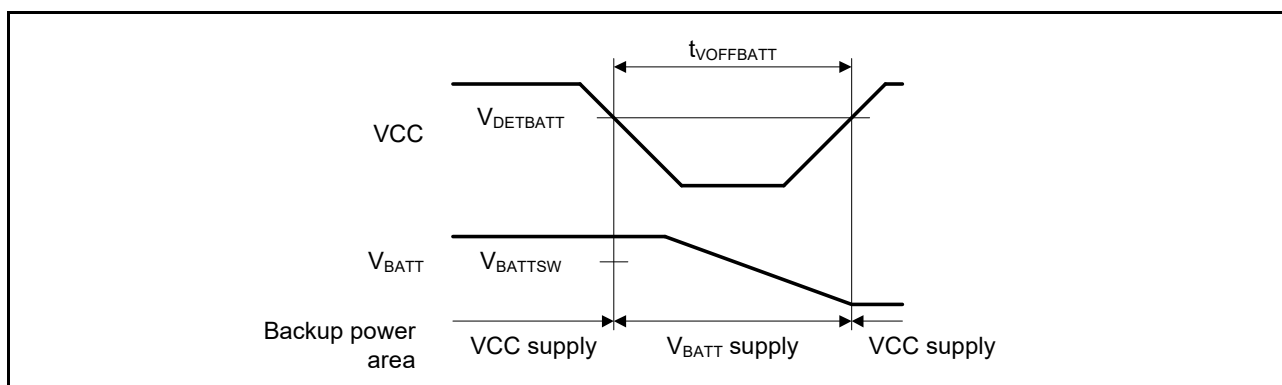 tVOFFBATT
VCC
VDETBATT
VBATT
VBATTSW
Backup power
area
VCC supply
VBATT supply
VCC supply